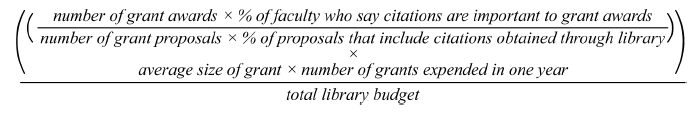 number of grant awards × % of faculty who say citations are important to grant awards
number of grant proposals × % of proposals that include citations obtained through library
×
average size of grant × number of grants expended in one year
total library budget